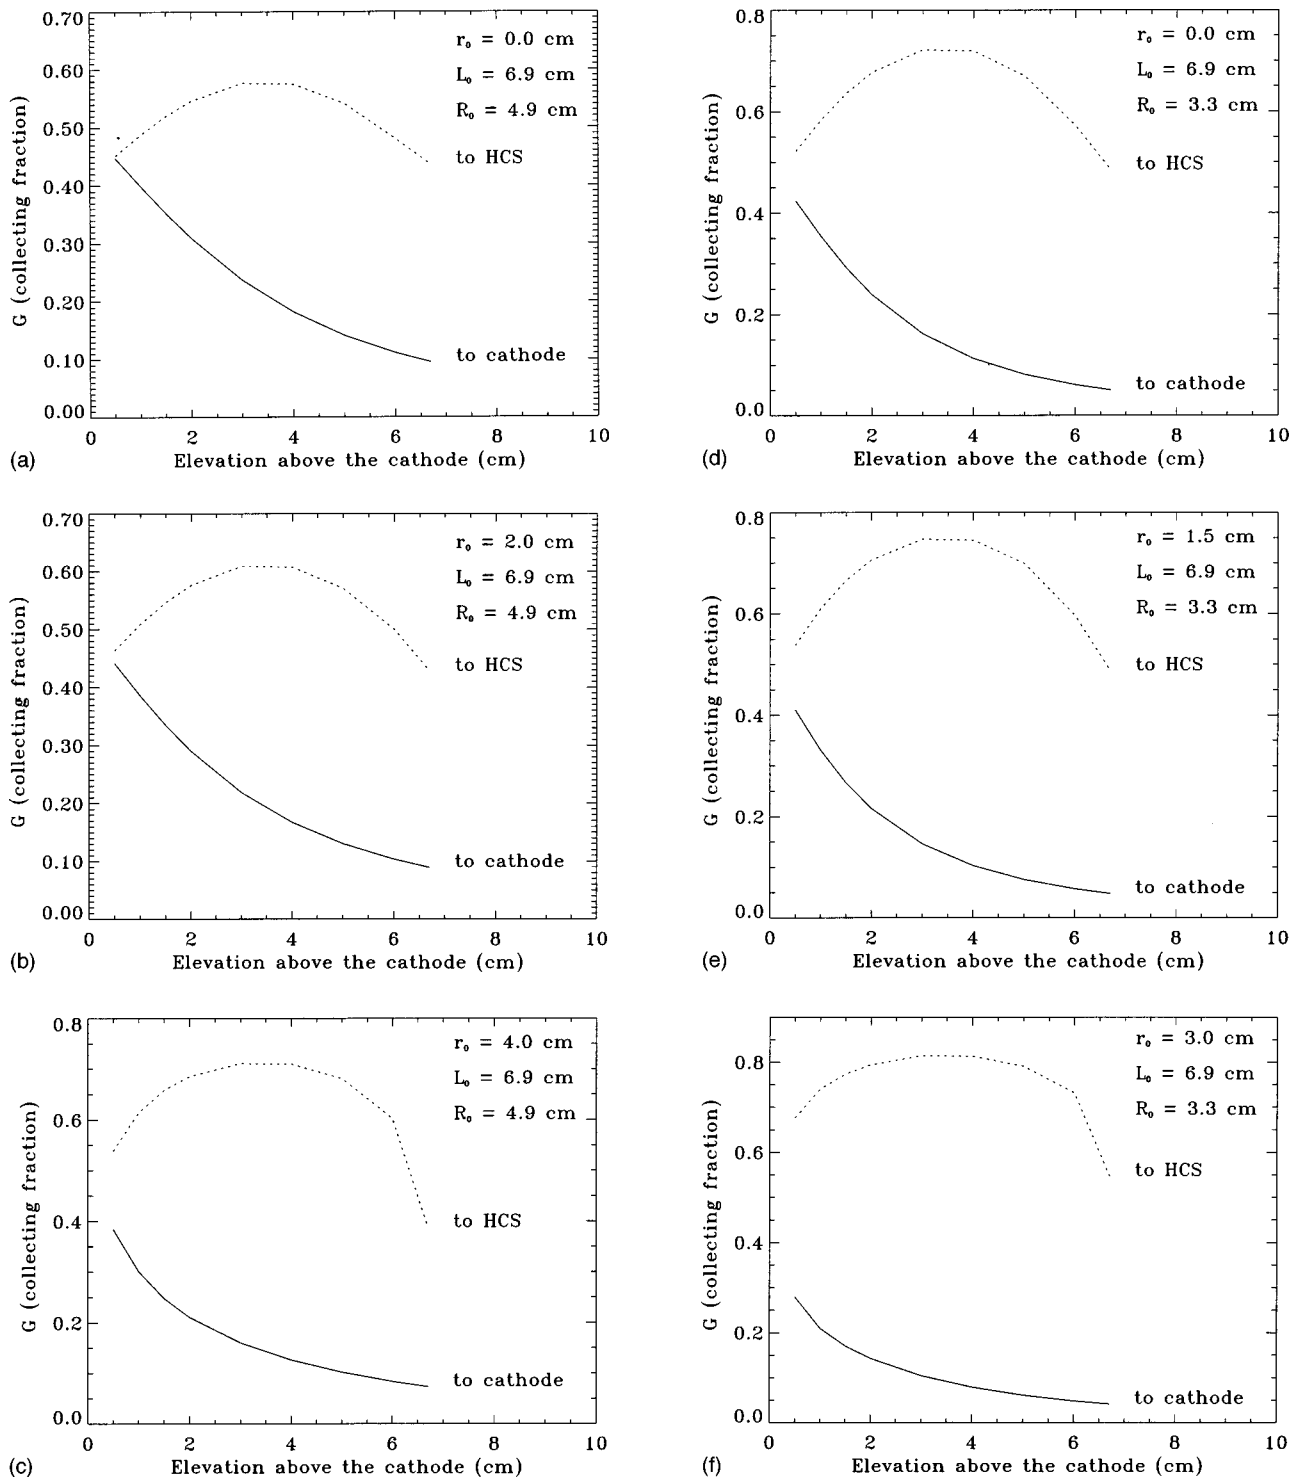 0.70
0.60
0.50
0.40
0.30
0.20
0.10
0.00
G (collecting fraction)
r₀ = 0.0 cm
L₀ = 6.9 cm
R₀ = 4.9 cm
to HCS
to cathode
0 2 4 6 8 10
(a) Elevation above the cathode (cm)
0.70
0.60
0.50
0.40
0.30
0.20
0.10
0.00
G (collecting fraction)
r₀ = 2.0 cm
L₀ = 6.9 cm
R₀ = 4.9 cm
to HCS
to cathode
0 2 4 6 8 10
(b) Elevation above the cathode (cm)
0.8
0.6
0.4
0.2
0.0
G (collecting fraction)
r₀ = 4.0 cm
L₀ = 6.9 cm
R₀ = 4.9 cm
to HCS
to cathode
0 2 4 6 8 10
(c) Elevation above the cathode (cm)
0.8
0.6
0.4
0.2
0.0
G (collecting fraction)
r₀ = 0.0 cm
L₀ = 6.9 cm
R₀ = 3.3 cm
to HCS
to cathode
0 2 4 6 8 10
(d) Elevation above the cathode (cm)
0.8
0.6
0.4
0.2
0.0
G (collecting fraction)
r₀ = 1.5 cm
L₀ = 6.9 cm
R₀ = 3.3 cm
to HCS
to cathode
0 2 4 6 8 10
(e) Elevation above the cathode (cm)
0.8
0.6
0.4
0.2
0.0
G (collecting fraction)
r₀ = 3.0 cm
L₀ = 6.9 cm
R₀ = 3.3 cm
to HCS
to cathode
0 2 4 6 8 10
(f) Elevation above the cathode (cm)